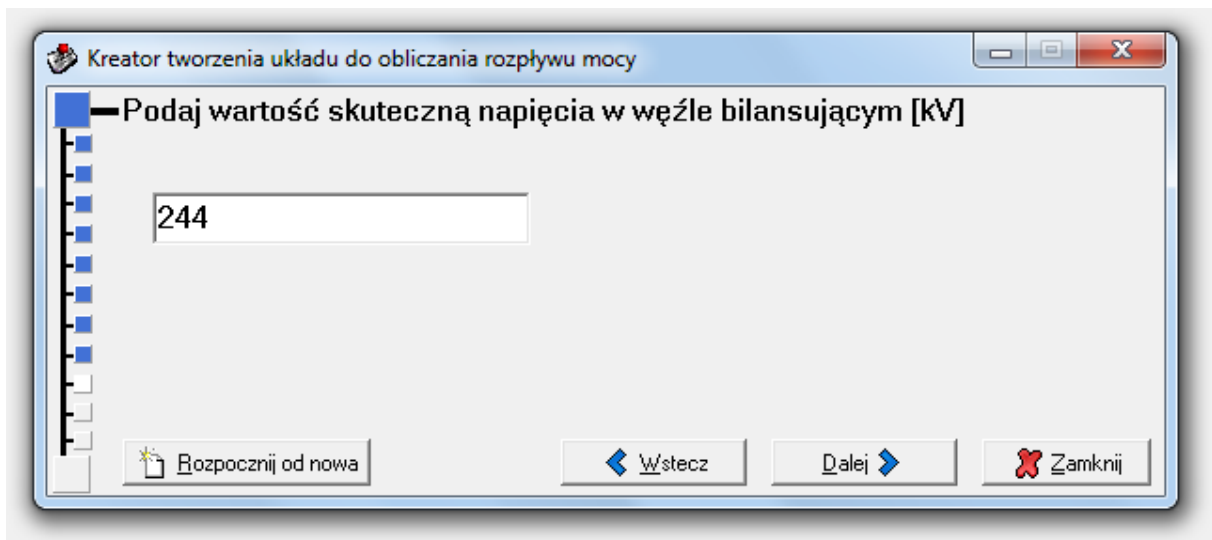 Kreator tworzenia układu do obliczania rozpływu mocy
Podaj wartość skuteczną napięcia w węźle bilansującym [kV]
244
Rozpocznij od nowa
Wstecz
Dalej
Zamknij